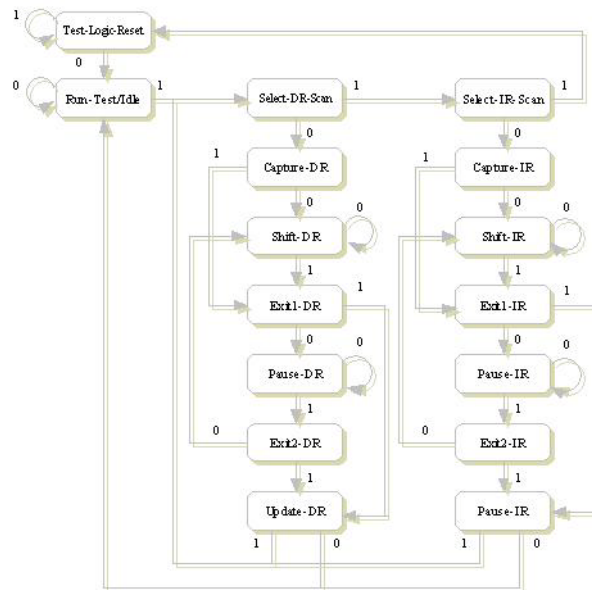 1
Test-Logic-Reset
0
0
Run-Test/Idle
1
Select-DR-Scan
1
Select-IR-Scan
1
0
0
1
Capture-DR
1
Capture-IR
0
0
0
0
Shift-DR
Shift-IR
1
1
1
1
Exit1-DR
Exit1-IR
0
0
0
0
Pause-DR
Pause-IR
1
1
0
0
Exit2-DR
Exit2-IR
1
1
Update-DR
Pause-IR
1
0
1
0